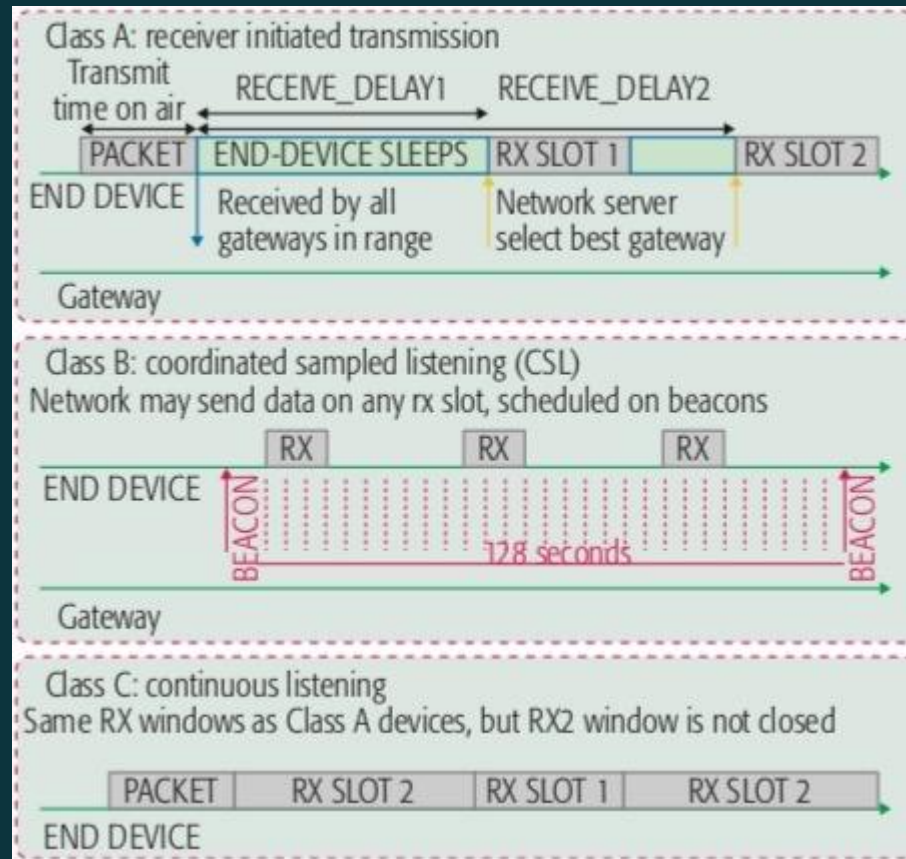 Class A: receiver initiated transmission
Transmit
time on air
RECEIVE_DELAY1
RECEIVE_DELAY2
PACKET
END-DEVICE SLEEPS
RX SLOT 1
RX SLOT 2
END DEVICE
Received by all
gateways in range
Network server
select best gateway
Gateway
Class B: coordinated sampled listening (CSL)
Network may send data on any rx slot, scheduled on beacons
RX
RX
RX
END DEVICE
BEACON
128 seconds
BEACON
Gateway
Class C: continuous listening
Same RX windows as Class A devices, but RX2 window is not closed
PACKET
RX SLOT 2
RX SLOT 1
RX SLOT 2
END DEVICE